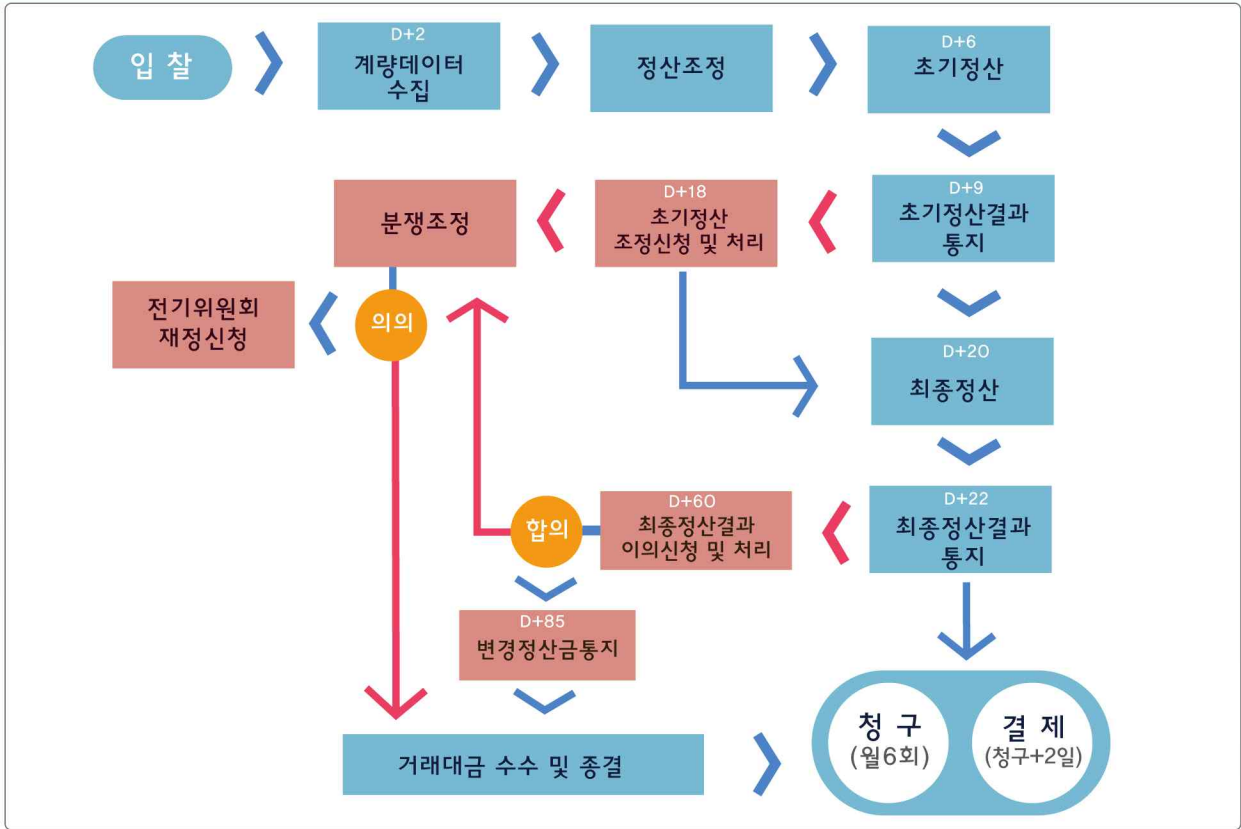 입 찰
D+2
계량데이터
수집
정산조정
D+6
초기정산
분쟁조정
D+18
초기정산
조정신청 및 처리
D+9
초기정산결과
통지
전기위원회
재정신청
의의
D+20
최종정산
합의
D+60
최종정산결과
이의신청 및 처리
D+22
최종정산결과
통지
D+85
변경정산금통지
거래대금 수수 및 종결
청 구
(월6회)
결 제
(청구+2일)